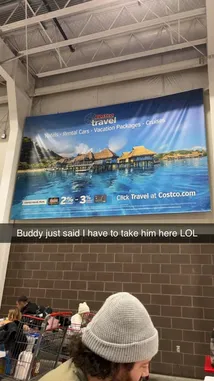 travel
Rental Cars - Vacation Packages - Cruises
2% 3%
Click Travel at Costco.com
Buddy just said I have to take him here LOL